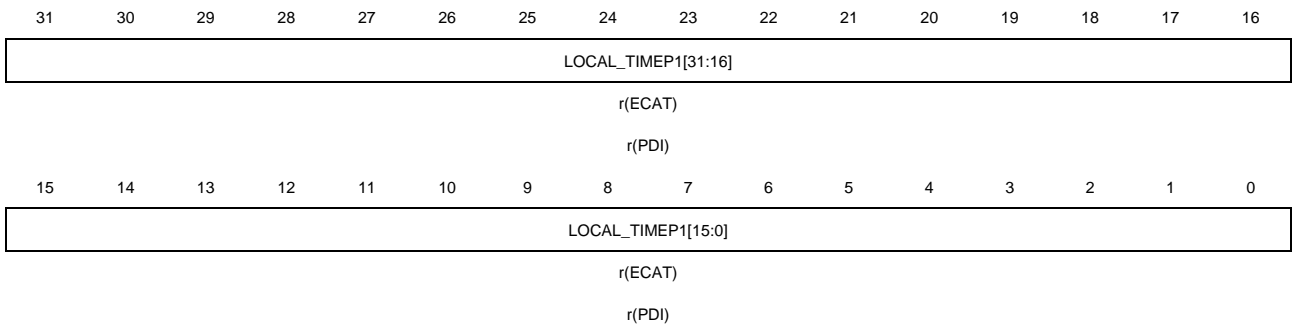 31 30 29 28 27 26 25 24 23 22 21 20 19 18 17 16
LOCAL_TIMEP1[31:16]
r(ECAT)
r(PDI)
15 14 13 12 11 10 9 8 7 6 5 4 3 2 1 0
LOCAL_TIMEP1[15:0]
r(ECAT)
r(PDI)